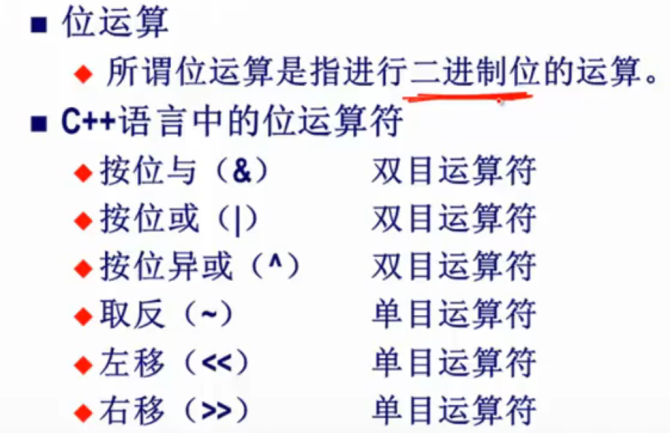 位运算
所谓位运算是指进行二进制位的运算。
C++语言中的位运算符
按位与（&） 双目运算符
按位或（|） 双目运算符
按位异或（^） 双目运算符
取反（~） 单目运算符
左移（<<） 单目运算符
右移（>>） 单目运算符